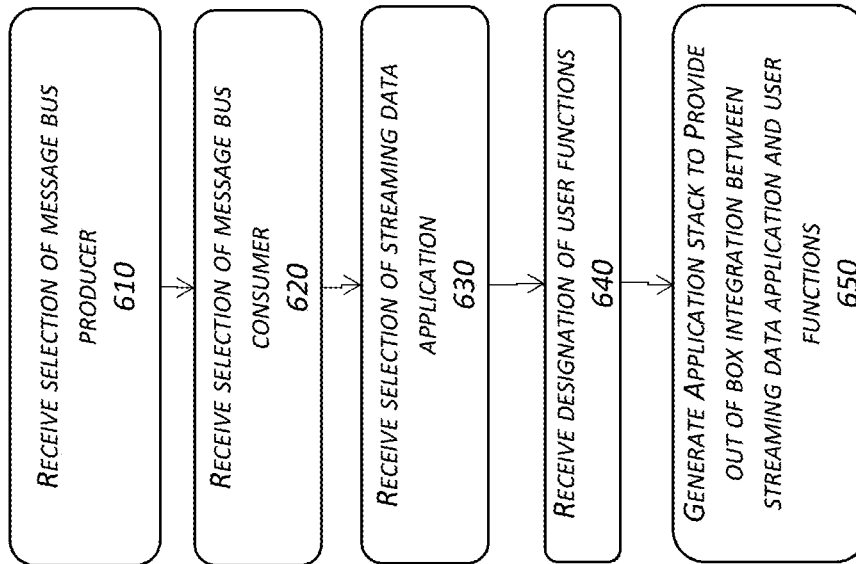 RECEIVE SELECTION OF MESSAGE BUS
PRODUCER
610
RECEIVE SELECTION OF MESSAGE BUS
CONSUMER
620
RECEIVE SELECTION OF STREAMING DATA
APPLICATION
630
RECEIVE DESIGNATION OF USER FUNCTIONS
640
GENERATE APPLICATION STACK TO PROVIDE
OUT OF BOX INTEGRATION BETWEEN
STREAMING DATA APPLICATION AND USER
FUNCTIONS
650